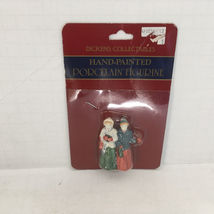 DICKENS COLLECTABLES
HAND-PAINTED
PORCELAIN FIGURINE